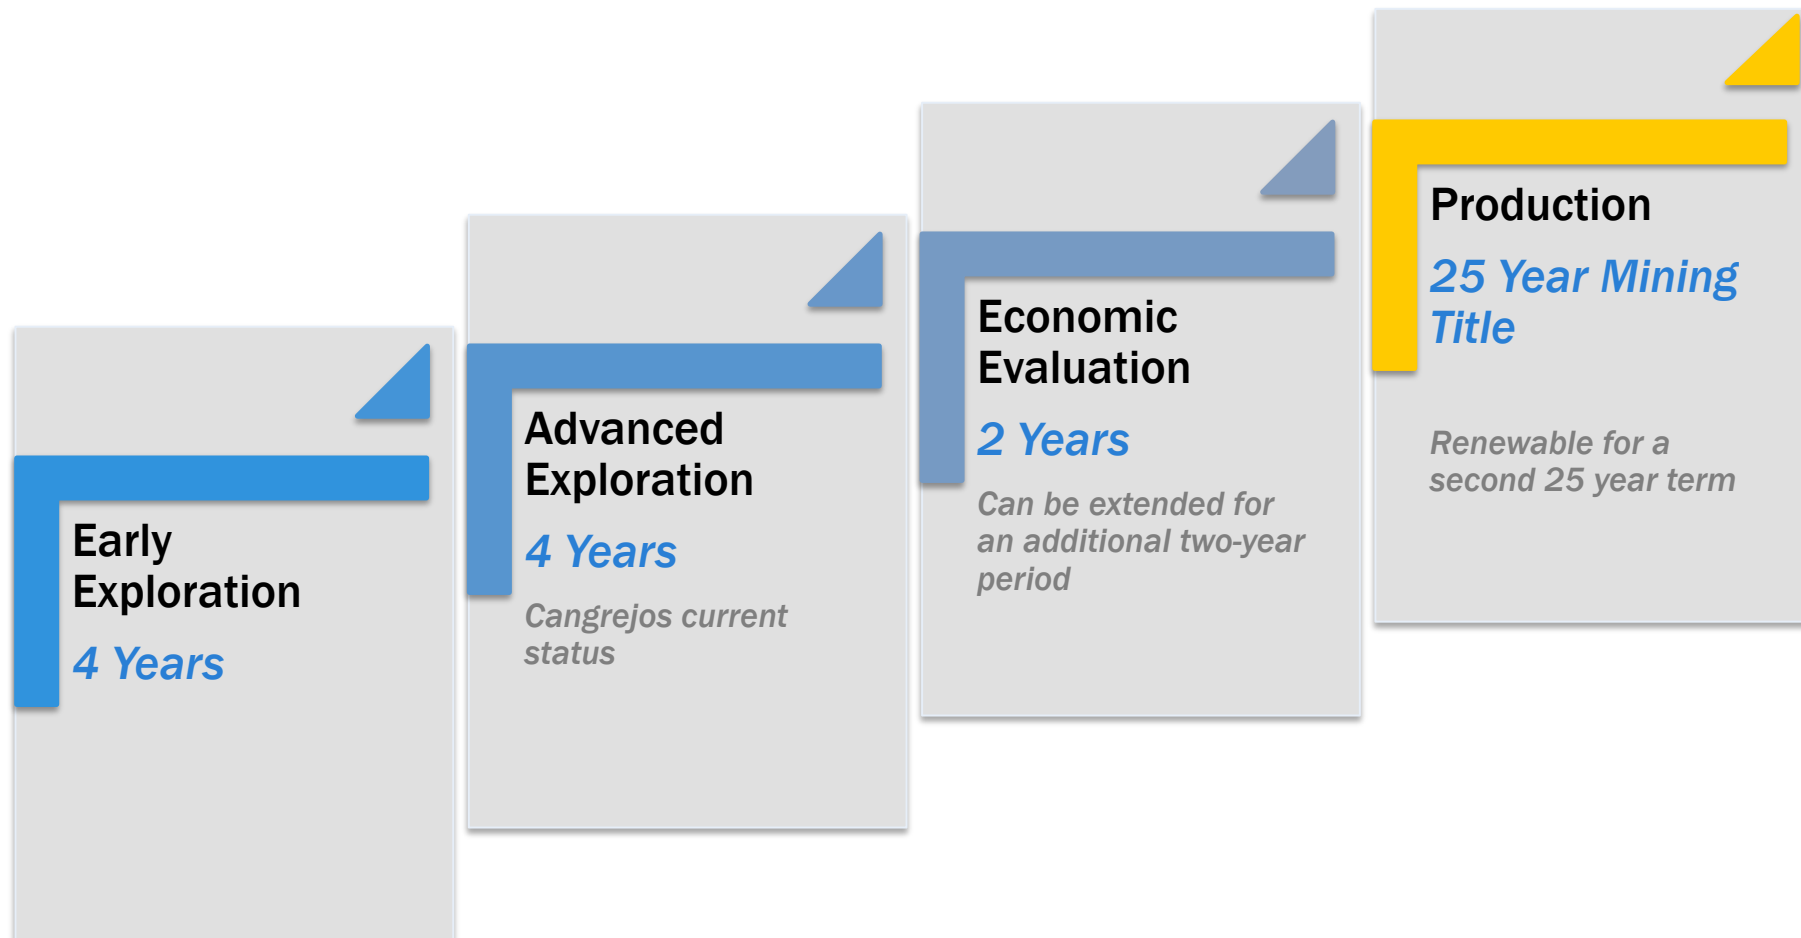 Early
Exploration
4 Years
Advanced
Exploration
4 Years
Cangrejos current
status
Economic
Evaluation
2 Years
Can be extended for
an additional two-year
period
Production
25 Year Mining
Title
Renewable for a
second 25 year term